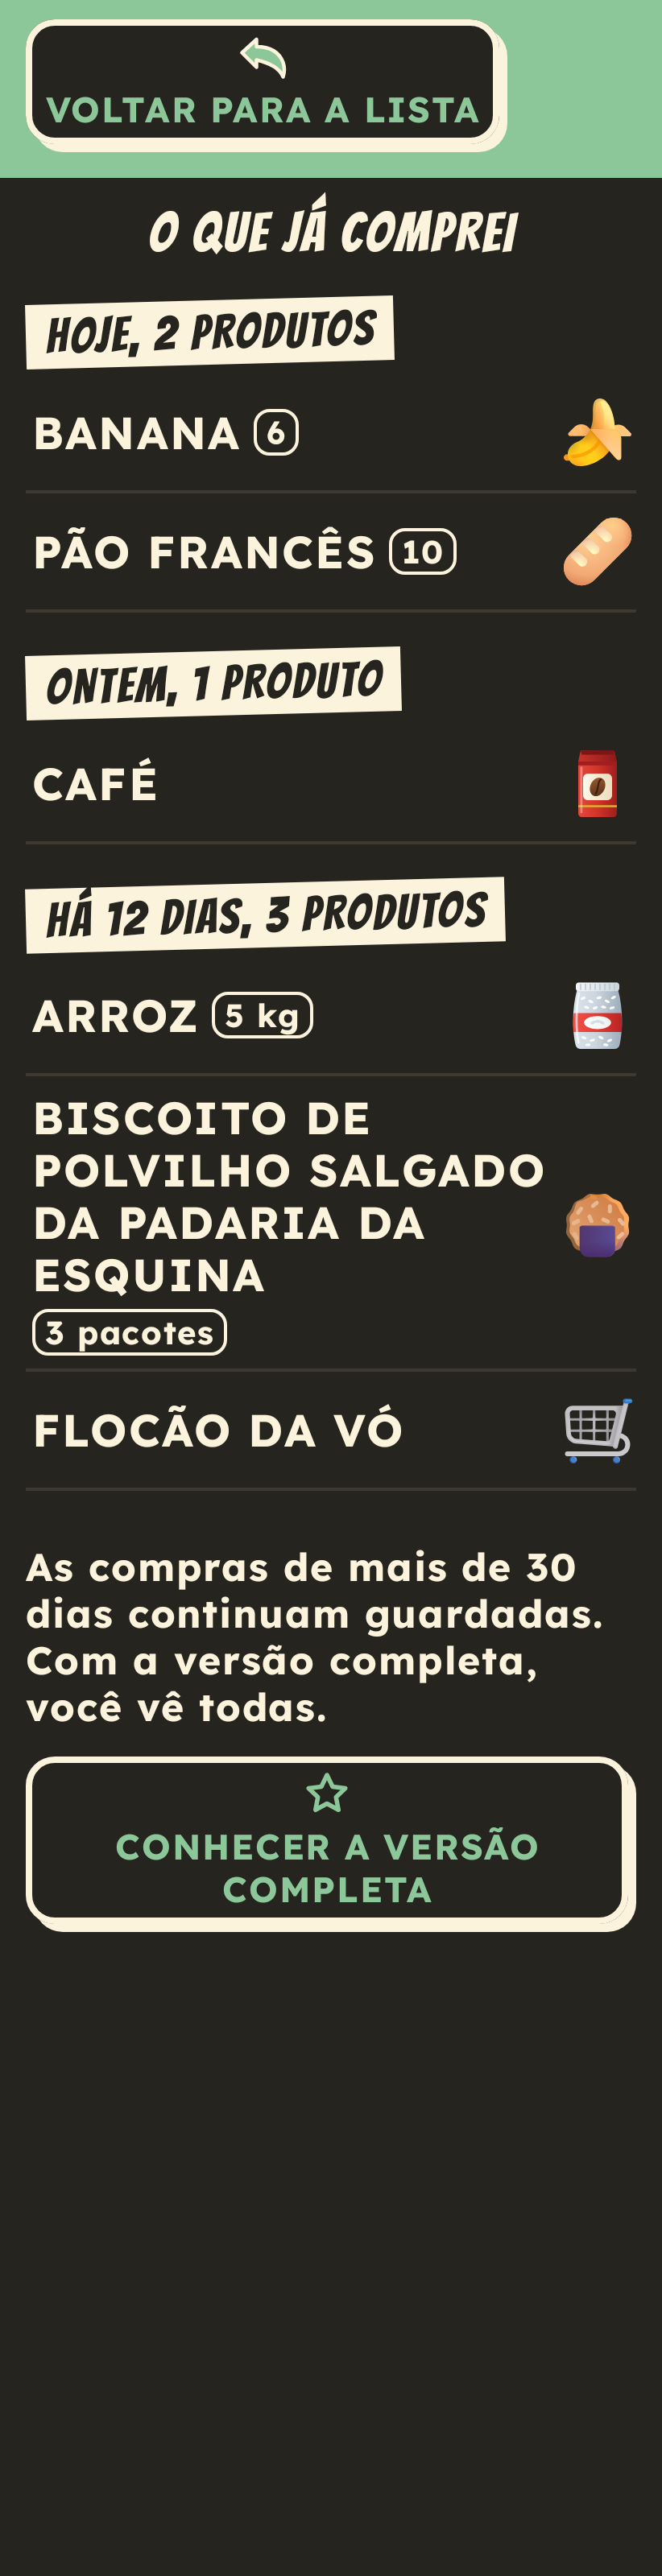 VOLTAR PARA A LISTA
O QUE JÁ COMPREI
HOJE, 2 PRODUTOS
BANANA 6
PÃO FRANCÊS 10
ONTEM, 1 PRODUTO
CAFÉ
HÁ 12 DIAS, 3 PRODUTOS
ARROZ 5 kg
BISCOITO DE
POLVILHO SALGADO
DA PADARIA DA
ESQUINA
3 pacotes
FLOCÃO DA VÓ
As compras de mais de 30
dias continuam guardadas.
Com a versão completa,
você vê todas.
CONHECER A VERSÃO
COMPLETA